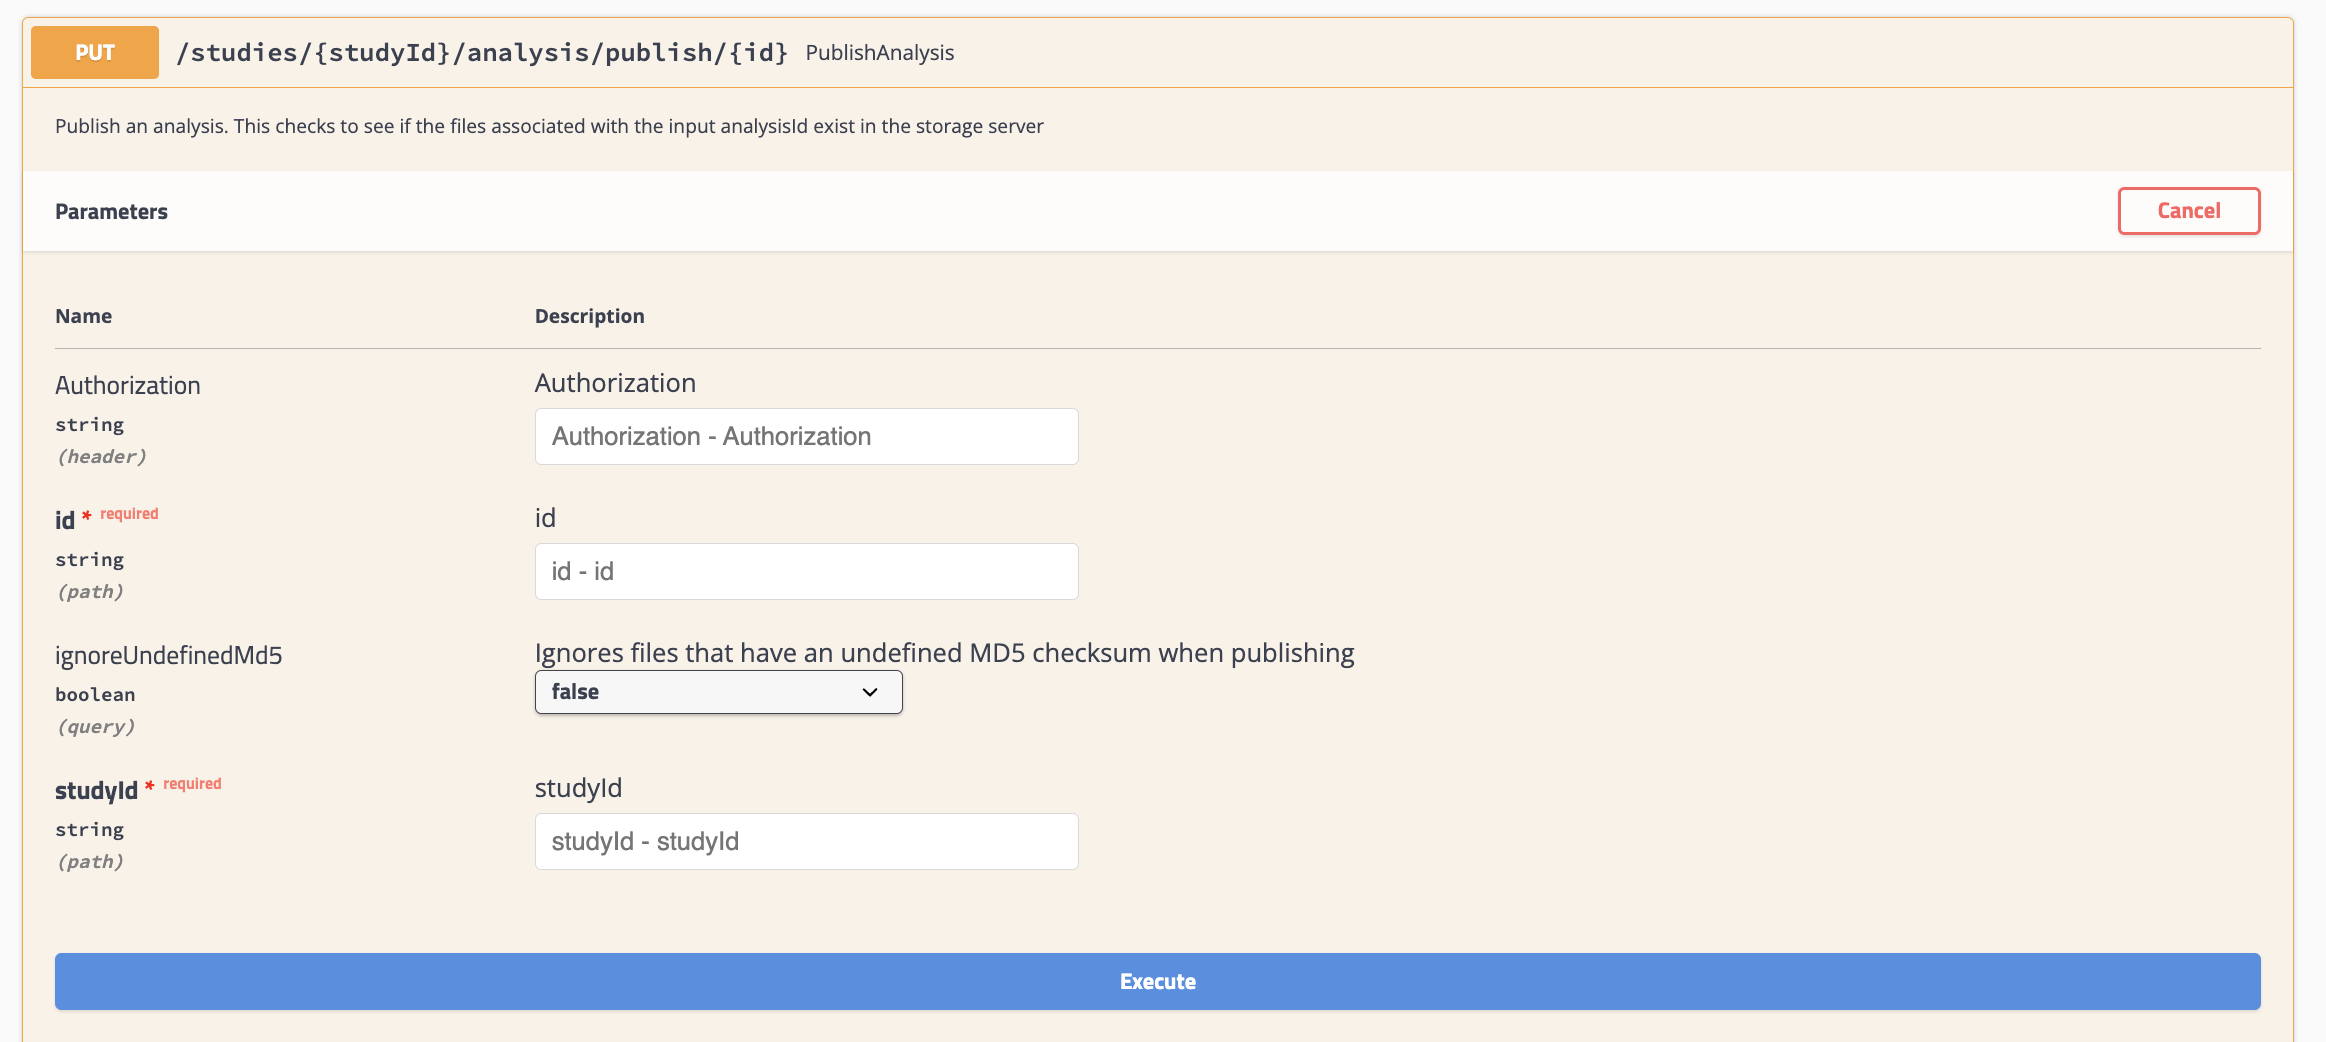 PUT /studies/{studyId}/analysis/publish/{id} PublishAnalysis
Publish an analysis. This checks to see if the files associated with the input analysisId exist in the storage server
Parameters Cancel
Name Description
Authorization Authorization
string Authorization - Authorization
(header)
id * required id
string id - id
(path)
ignoreUndefinedMd5 Ignores files that have an undefined MD5 checksum when publishing
boolean false
(query)
studyId * required studyId
string studyId - studyId
(path)
Execute